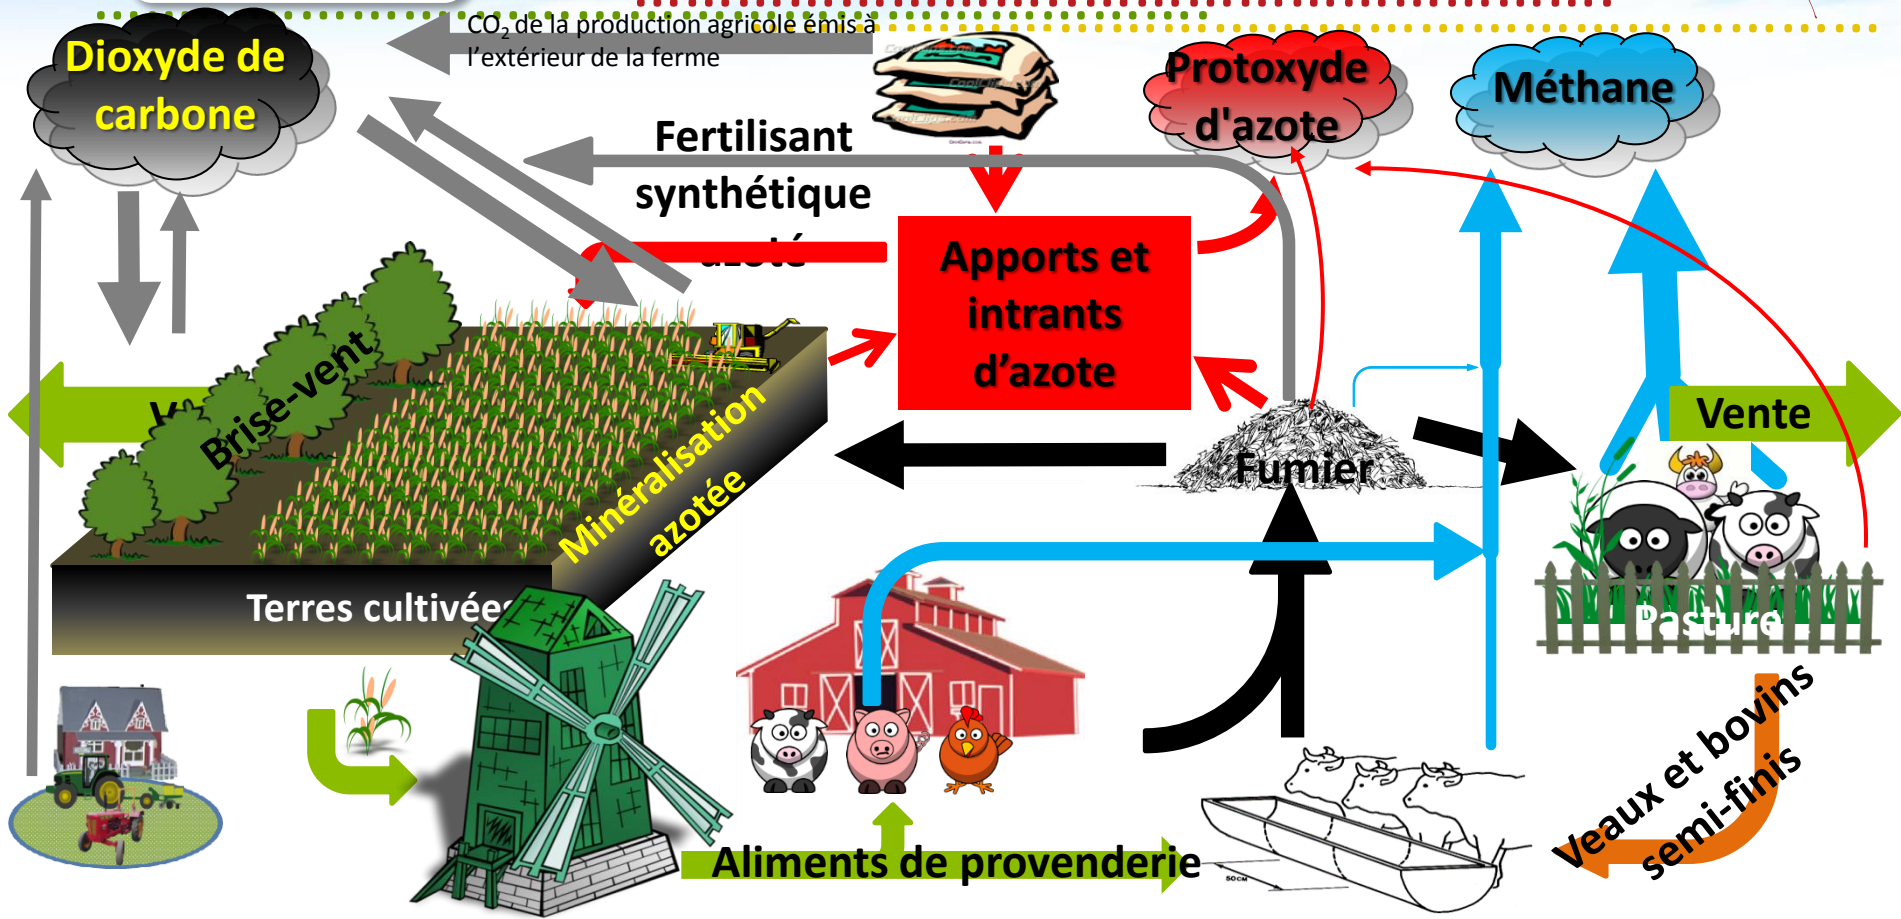 CO₂ de la production agricole émis à
l'extérieur de la ferme
Dioxyde de
carbone
Protoxyde
d'azote
Méthane
Fertilisant
synthétique
azoté
Apports et
intrants
d’azote
Brise-vent
Minéralisation
azotée
Vente
Fumier
Terres cultivées
Pasture
Veaux et bovins
semi-finis
Aliments de provenderie
50CM